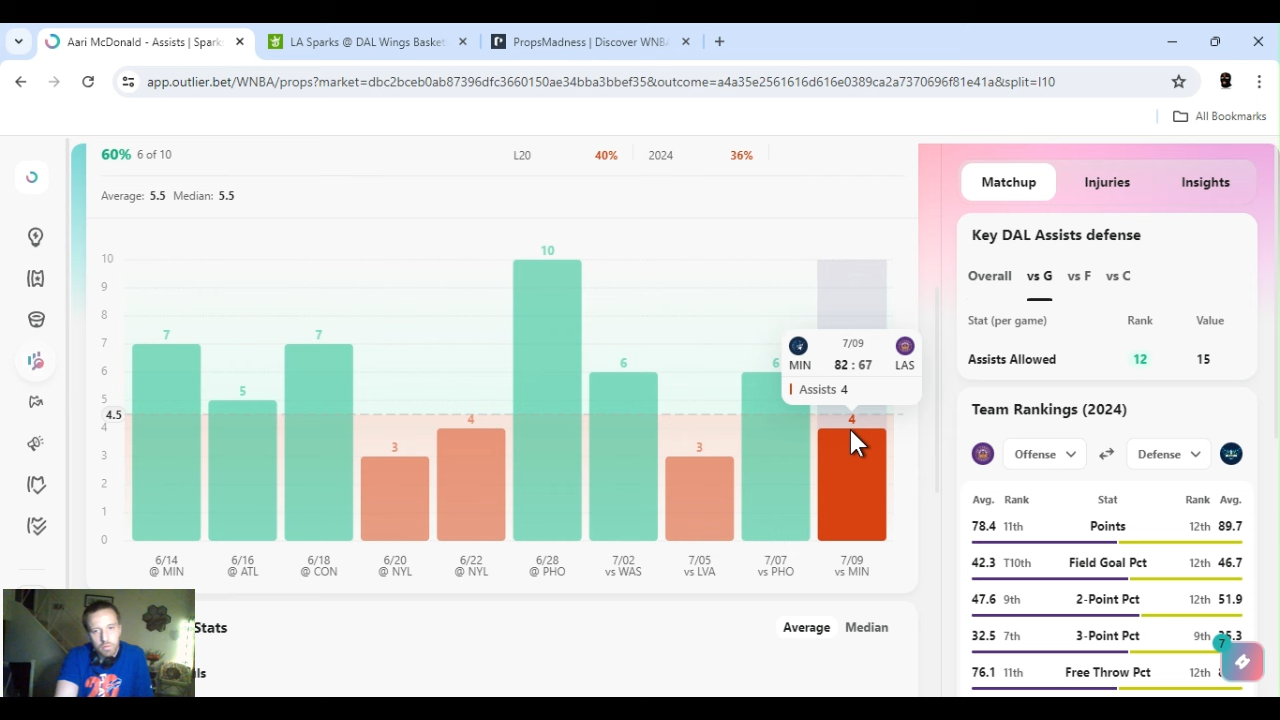 Aari McDonald - Assists | Spark
LA Sparks @ DAL Wings Basket
PropsMadness | Discover WNBA
app.outlier.bet/WNBA/props?market=dbc2bceb0ab87396dfc3660150ae34bba3bbef35&outcome=a4a35e2561616d616e0389ca2a7370696f81e41a&split=l10
All Bookmarks
60% 6 of 10
L20 40% 2024 36%
Average: 5.5 Median: 5.5
Matchup Injuries Insights
Key DAL Assists defense
Overall vs G vs F vs C
Stat (per game) Rank Value
Assists Allowed 12 15
Team Rankings (2024)
Offense Defense
Avg. Rank Stat Rank Avg.
78.4 11th Points 12th 89.7
42.3 T10th Field Goal Pct 12th 46.7
47.6 9th 2-Point Pct 12th 51.9
32.5 7th 3-Point Pct 9th
76.1 11th Free Throw Pct 12th
7
10
9
8
7
6
5
4.5
4
3
2
1
0
7 5 7 3 4 10 6 3 6 4
7/09
MIN 82 : 67 LAS
Assists 4
6/14 6/16 6/18 6/20 6/22 6/28 7/02 7/05 7/07 7/09
@ MIN @ ATL @ CON @ NYL @ NYL @ PHO vs WAS vs LVA vs PHO vs MIN
Stats
Average Median
ls